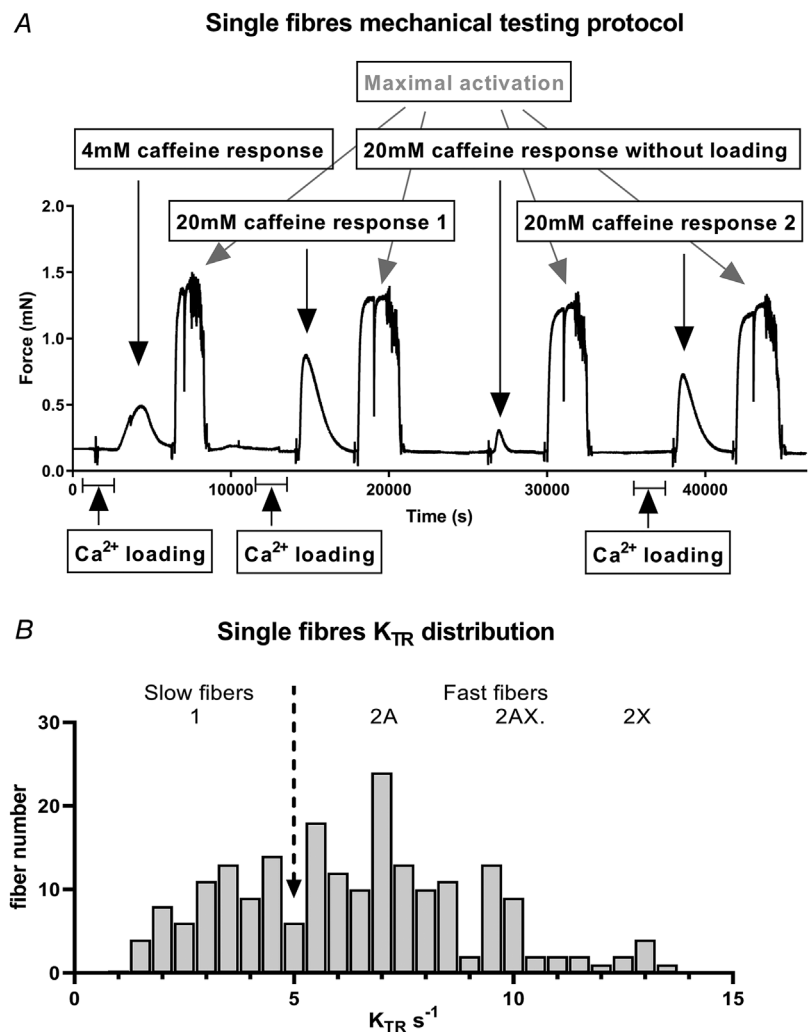 A
Single fibres mechanical testing protocol
Maximal activation
4mM caffeine response
20mM caffeine response without loading
20mM caffeine response 1
20mM caffeine response 2
Force (mN)
2.0
1.5
1.0
0.5
0.0
0 10000 20000 30000 40000
Time (s)
Ca²⁺ loading
Ca²⁺ loading
Ca²⁺ loading
B
Single fibres K_TR distribution
Slow fibers
Fast fibers
1
2A
2AX.
2X
fiber number
30
20
10
0
0 5 10 15
K_TR s⁻¹